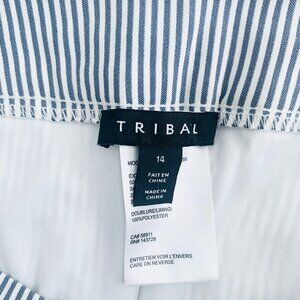 TRIBAL
14
FAIT EN
CHINE
MADE IN
CHINA
DOUBLURE/LINING:
100%POLYESTER
CA# 58911
RN# 143728
ENTRETIEN VOIR L'ENVERS
CARE ON REVERSE